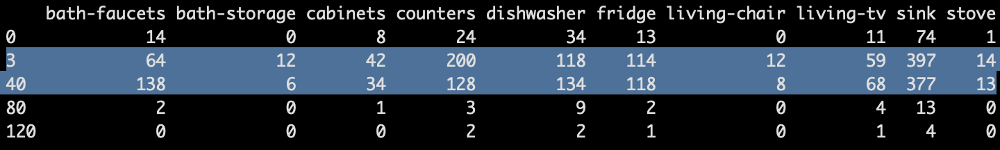 bath-faucets bath-storage cabinets counters dishwasher fridge living-chair living-tv sink stove
0 14 0 8 24 34 13 0 11 74 1
3 64 12 42 200 118 114 12 59 397 14
40 138 6 34 128 134 118 8 68 377 13
80 2 0 1 3 9 2 0 4 13 0
120 0 0 0 2 2 1 0 1 4 0